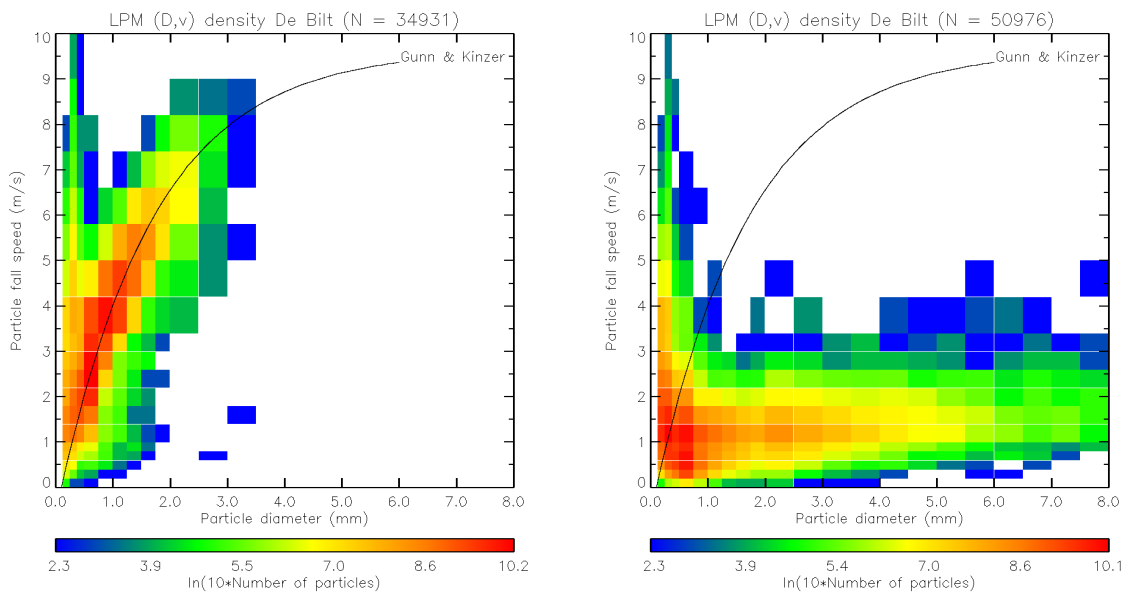 LPM (D,v) density De Bilt (N = 34931)
10
9
8
7
6
5
4
3
2
1
0
Particle fall speed (m/s)
Gunn & Kinzer
0.0 1.0 2.0 3.0 4.0 5.0 6.0 7.0 8.0
Particle diameter (mm)
2.3 3.9 5.5 7.0 8.6 10.2
ln(10*Number of particles)
LPM (D,v) density De Bilt (N = 50976)
10
9
8
7
6
5
4
3
2
1
0
Particle fall speed (m/s)
Gunn & Kinzer
0.0 1.0 2.0 3.0 4.0 5.0 6.0 7.0 8.0
Particle diameter (mm)
2.3 3.9 5.4 7.0 8.6 10.1
ln(10*Number of particles)